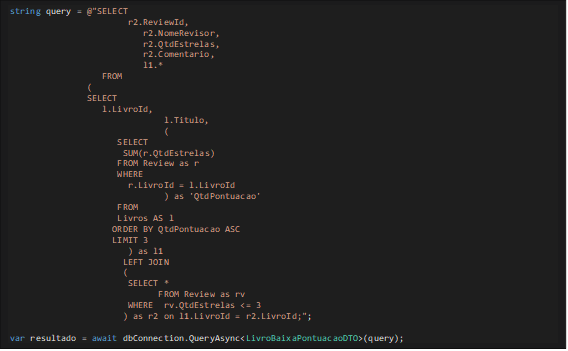 string query = @"SELECT
r2.ReviewId,
r2.NomeRevisor,
r2.QtdEstrelas,
r2.Comentario,
l1.*
FROM
(
SELECT
l.LivroId,
l.Titulo,
(
SELECT
SUM(r.QtdEstrelas)
FROM Review as r
WHERE
r.LivroId = l.LivroId
) as 'QtdPontuacao'
FROM
Livros AS l
ORDER BY QtdPontuacao ASC
LIMIT 3
) as l1
LEFT JOIN
(
SELECT *
FROM Review as rv
WHERE rv.QtdEstrelas <= 3
) as r2 on l1.LivroId = r2.LivroId;";
var resultado = await dbConnection.QueryAsync<LivroBaixaPontuacaoDTO>(query);